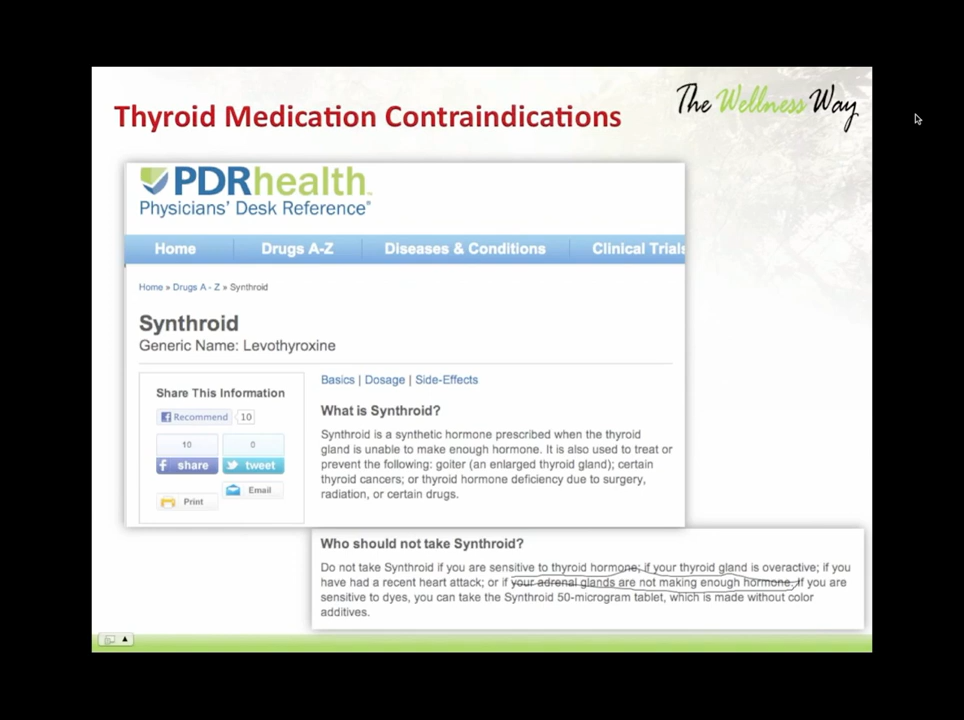 Thyroid Medication Contraindications
The Wellness Way
PDRhealth
Physicians' Desk Reference®
Home Drugs A-Z Diseases & Conditions Clinical Trials
Home » Drugs A - Z » Synthroid
Synthroid
Generic Name: Levothyroxine
Share This Information
Recommend 10
10 0
share tweet
Print Email
Basics | Dosage | Side-Effects
What is Synthroid?
Synthroid is a synthetic hormone prescribed when the thyroid
gland is unable to make enough hormone. It is also used to treat or
prevent the following: goiter (an enlarged thyroid gland); certain
thyroid cancers; or thyroid hormone deficiency due to surgery,
radiation, or certain drugs.
Who should not take Synthroid?
Do not take Synthroid if you are sensitive to thyroid hormone; if your thyroid gland is overactive; if you
have had a recent heart attack; or if your adrenal glands are not making enough hormone. If you are
sensitive to dyes, you can take the Synthroid 50-microgram tablet, which is made without color
additives.